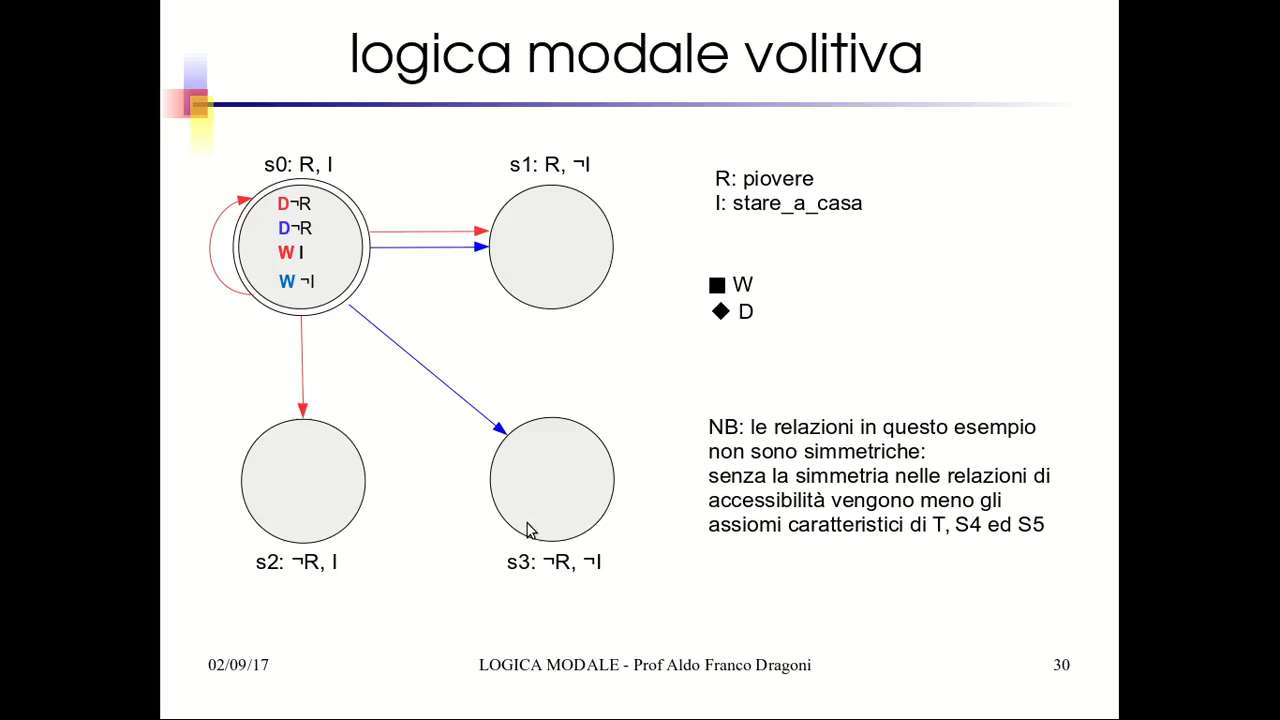 logica modale volitiva
s0: R, I
s1: R, ¬I
D¬R
D¬R
W I
W ¬I
R: piovere
I: stare_a_casa
■ W
◆ D
NB: le relazioni in questo esempio
non sono simmetriche:
senza la simmetria nelle relazioni di
accessibilità vengono meno gli
assiomi caratteristici di T, S4 ed S5
s2: ¬R, I
s3: ¬R, ¬I
02/09/17
LOGICA MODALE - Prof Aldo Franco Dragoni
30